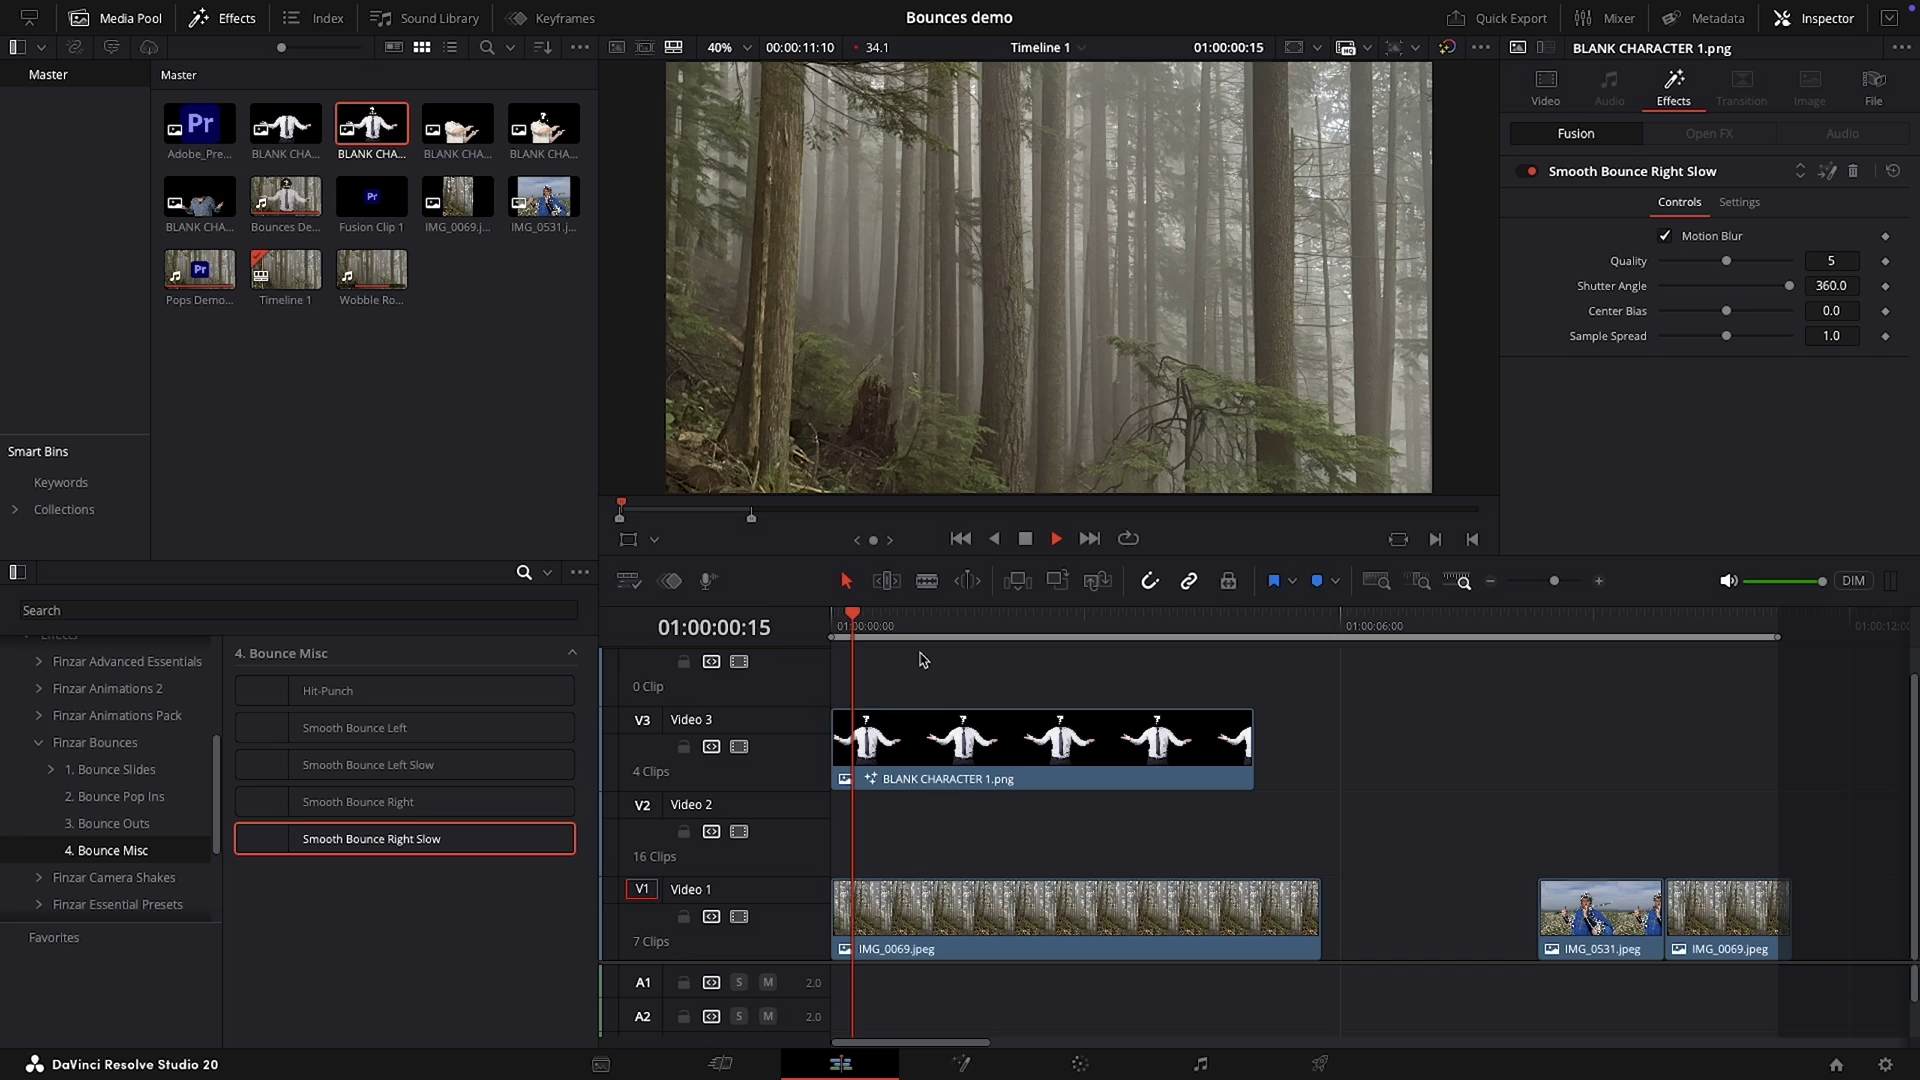 Media Pool
Effects
Index
Sound Library
Keyframes
Bounces demo
Quick Export
Mixer
Metadata
Inspector
40%
00:00:11:10
34.1
Timeline 1
01:00:00:15
BLANK CHARACTER 1.png
Master
Master
Video
Audio
Effects
Transition
Image
File
Pr
Adobe_Pre...
BLANK CHA...
BLANK CHA...
BLANK CHA...
BLANK CHA...
Fusion
Open FX
Audio
Smooth Bounce Right Slow
Controls
Settings
Pr
BLANK CHA...
Bounces De...
Fusion Clip 1
IMG_0069.j...
IMG_0531.j...
Motion Blur
Quality
5
Shutter Angle
360.0
Center Bias
0.0
Sample Spread
1.0
Pr
Pops Demo...
Timeline 1
Wobble Ro...
Smart Bins
Keywords
Collections
DIM
Search
Effects
Finzar Advanced Essentials
Finzar Animations 2
Finzar Animations Pack
Finzar Bounces
1. Bounce Slides
2. Bounce Pop Ins
3. Bounce Outs
4. Bounce Misc
Finzar Camera Shakes
Finzar Essential Presets
Favorites
4. Bounce Misc
Hit-Punch
Smooth Bounce Left
Smooth Bounce Left Slow
Smooth Bounce Right
Smooth Bounce Right Slow
01:00:00:15
01:00:00:00
01:00:06:00
01:00:12:00
0 Clip
V3
Video 3
4 Clips
BLANK CHARACTER 1.png
V2
Video 2
16 Clips
V1
Video 1
7 Clips
IMG_0069.jpeg
IMG_0531.jpeg
IMG_0069.jpeg
A1
S
M
2.0
A2
S
M
2.0
DaVinci Resolve Studio 20